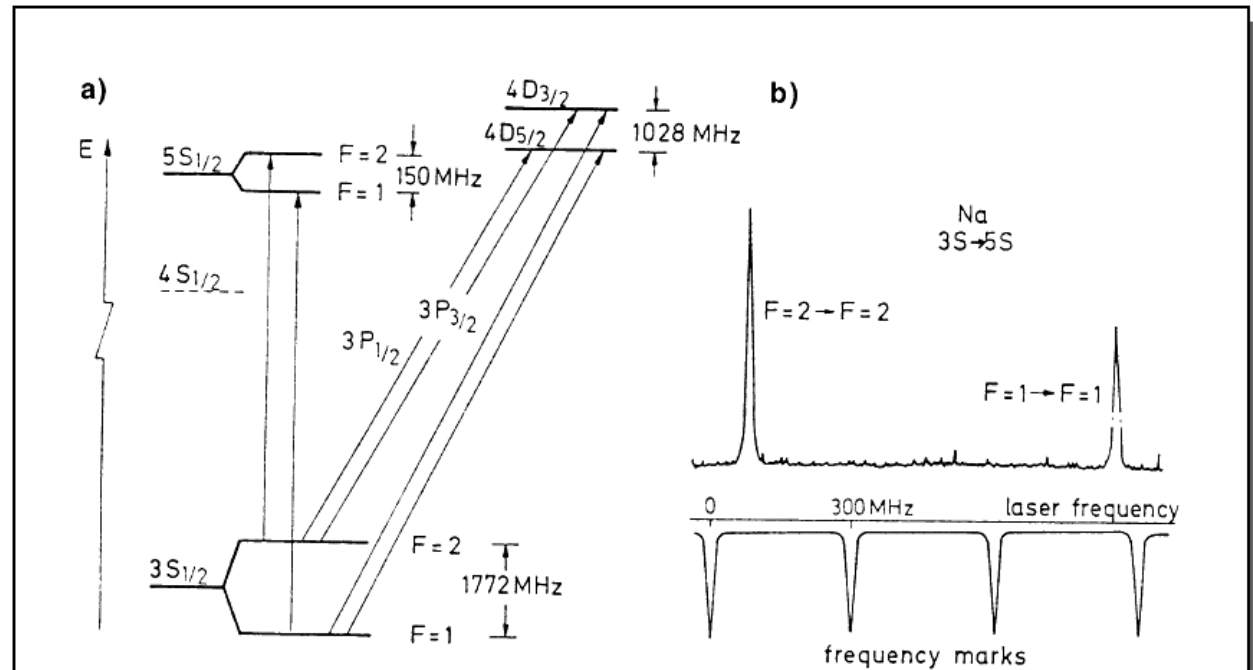 a)
E
5S1/2
F=2
150 MHz
F=1
4S1/2
4D3/2
4D5/2
1028 MHz
3P1/2
3P3/2
3S1/2
F=2
1772 MHz
F=1
b)
Na
3S→5S
F=2→F=2
F=1→F=1
0
300 MHz
laser frequency
frequency marks